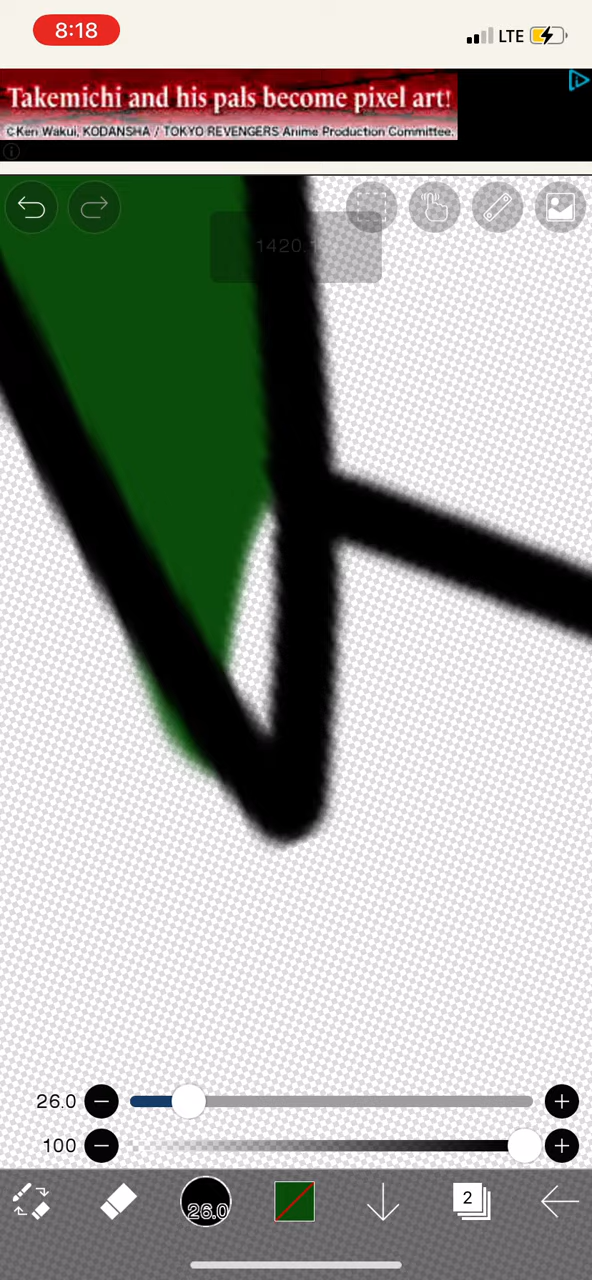 8:18
LTE
Takemichi and his pals become pixel art!
©Ken Wakui, KODANSHA / TOKYO REVENGERS Anime Production Committee.
26.0
100
26.0
2